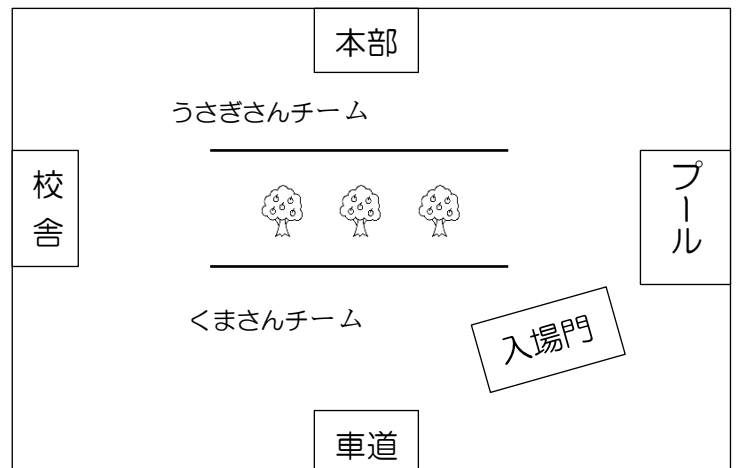 本部
うさぎさんチーム
校舎
プール
くまさんチーム
入場門
車道